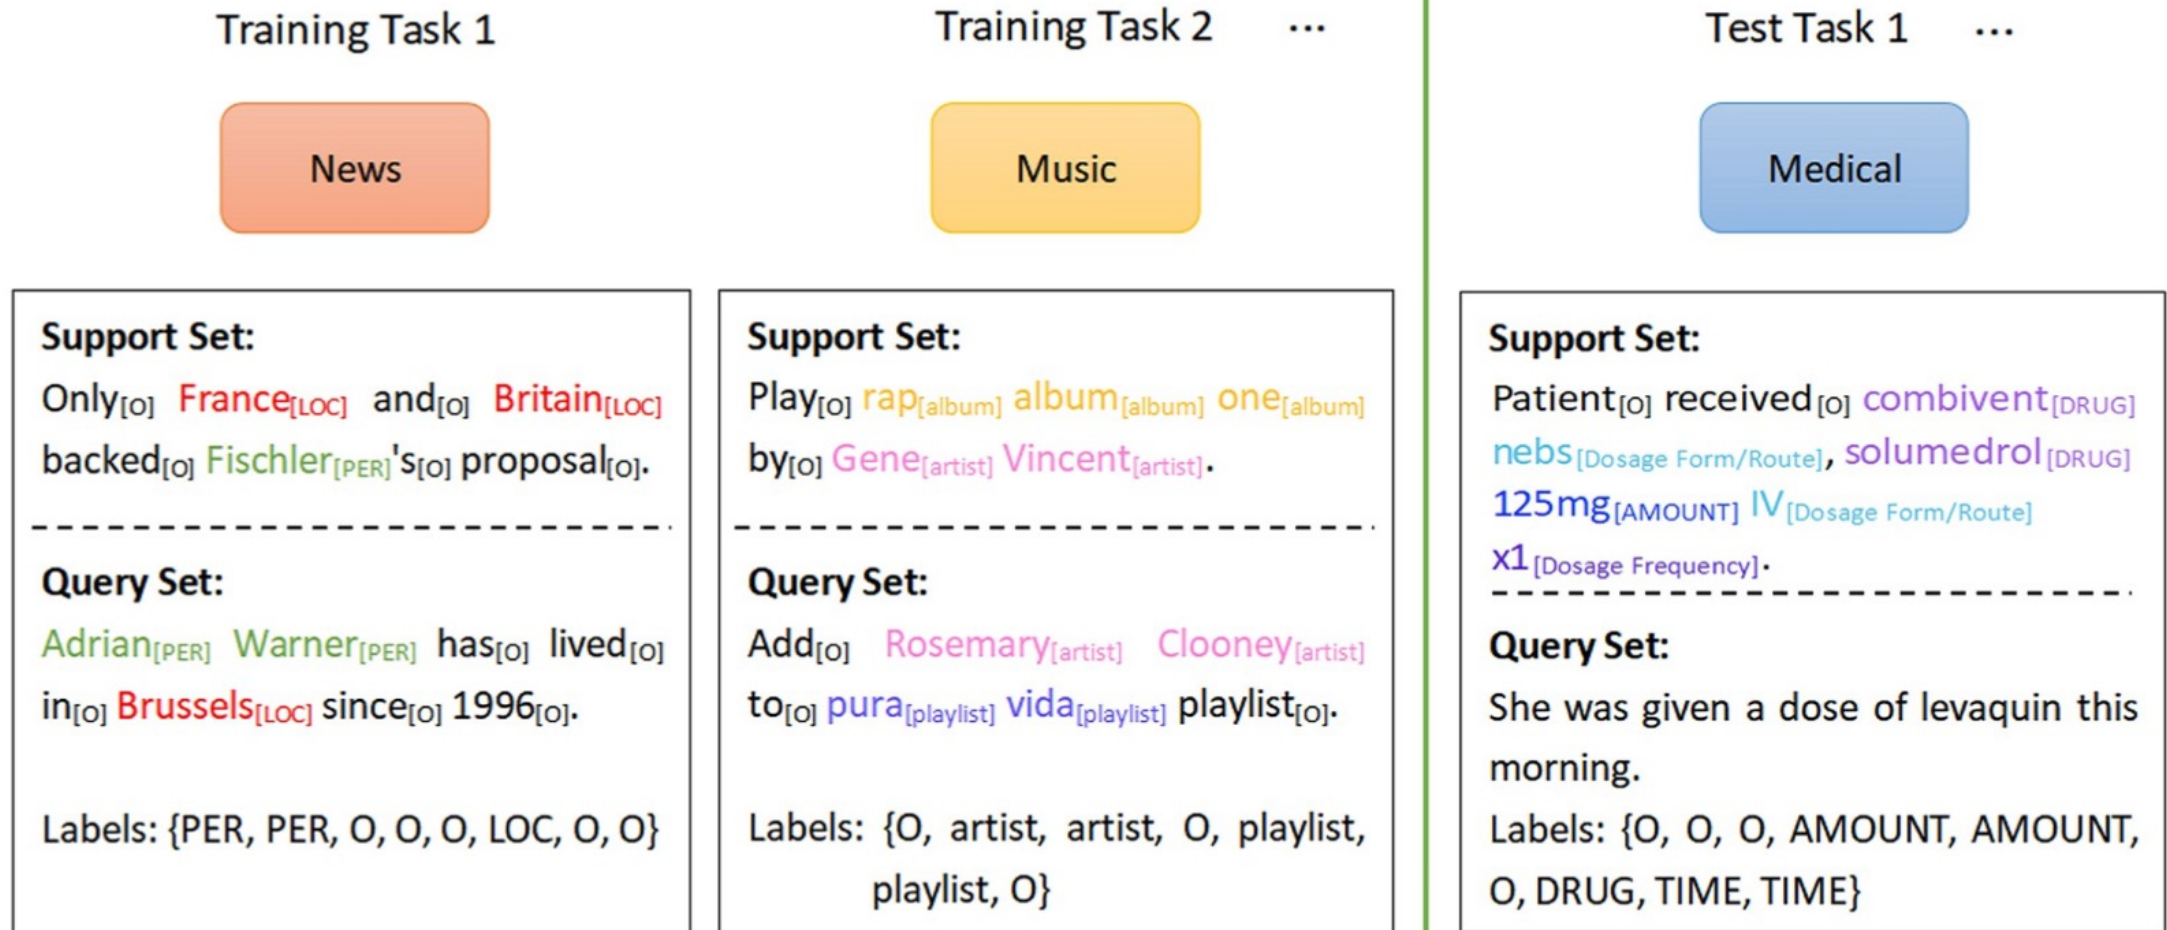 Training Task 1
News
Support Set:
Only[O] France[LOC] and[O] Britain[LOC]
backed[O] Fischler[PER]'s[O] proposal[O].
Query Set:
Adrian[PER] Warner[PER] has[O] lived[O]
in[O] Brussels[LOC] since[O] 1996[O].
Labels: {PER, PER, O, O, O, LOC, O, O}
Training Task 2 ...
Music
Support Set:
Play[O] rap[album] album[album] one[album]
by[O] Gene[artist] Vincent[artist].
Query Set:
Add[O] Rosemary[artist] Clooney[artist]
to[O] pura[playlist] vida[playlist] playlist[O].
Labels: {O, artist, artist, O, playlist,
playlist, O}
Test Task 1 ...
Medical
Support Set:
Patient[O] received[O] combivent[DRUG]
nebs[Dosage Form/Route], solumedrol[DRUG]
125mg[AMOUNT] IV[Dosage Form/Route]
x1[Dosage Frequency].
Query Set:
She was given a dose of levaquin this
morning.
Labels: {O, O, O, AMOUNT, AMOUNT,
O, DRUG, TIME, TIME}